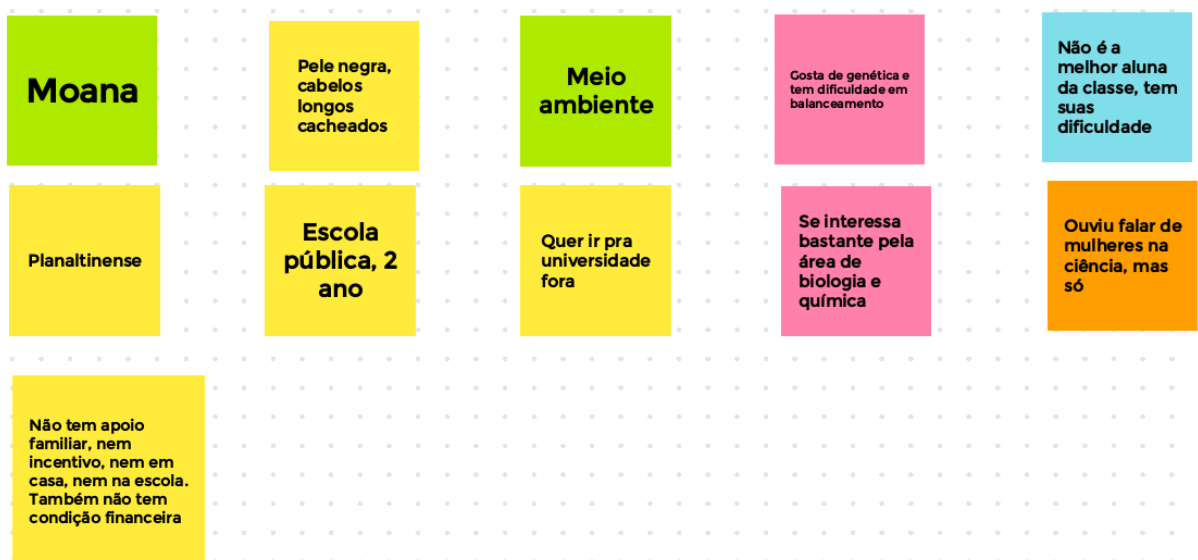 Moana
Pele negra,
cabelos
longos
cacheados
Meio
ambiente
Gosta de genética e
tem dificuldade em
balanceamento
Não é a
melhor aluna
da classe, tem
suas
dificuldade
Planaltinense
Escola
pública, 2
ano
Quer ir pra
universidade
fora
Se interessa
bastante pela
área de
biologia e
química
Ouviu falar de
mulheres na
ciência, mas
só
Não tem apoio
familiar, nem
incentivo, nem em
casa, nem na escola.
Também não tem
condição financeira